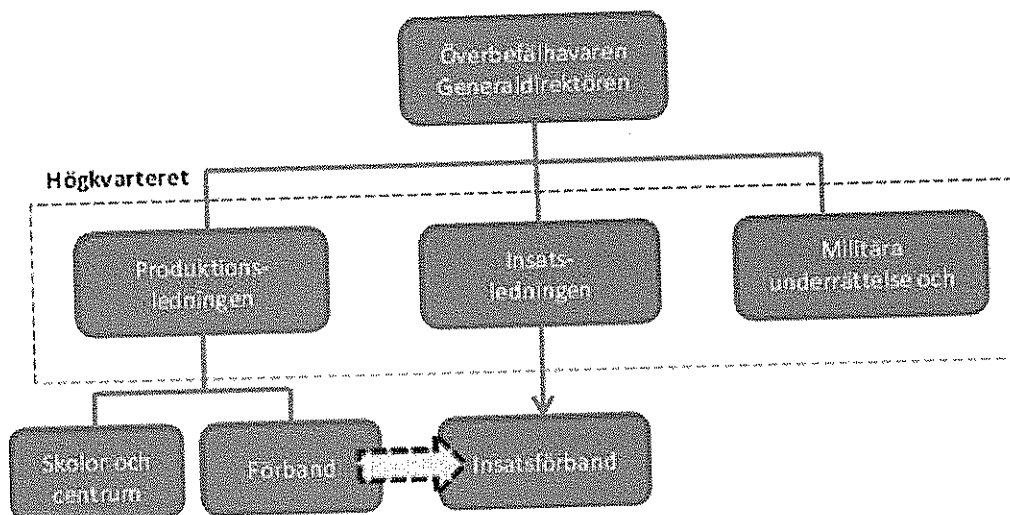 Överbefälhavaren
Generaldirektören
Högkvarteret
Produktions-
ledningen
Insats-
ledningen
Militära
underrättelse och
Skolor och
centrum
Förband
Insatsförband